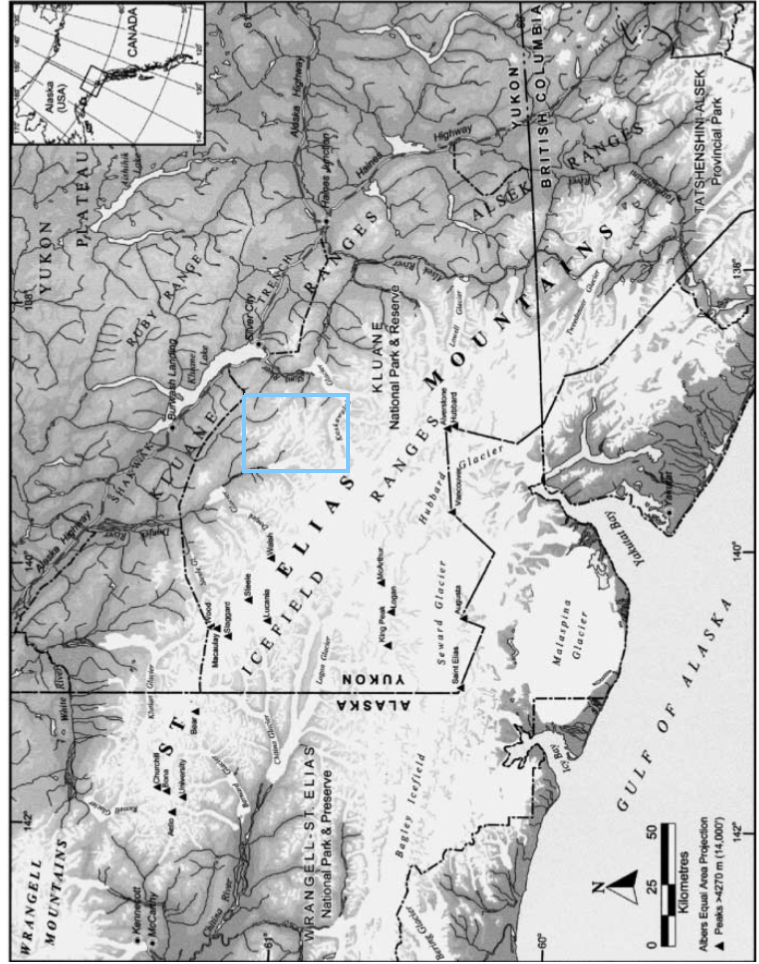 CANADA
Alaska
(USA)
YUKON
PLATEAU
Aishihik
Lake
Alaska Highway
Haines Junction
Haines
Highway
YUKON
BRITISH COLUMBIA
ALSEK RANGES
TATSHENSHINI-ALSEK
Provincial Park
138°
RUBY RANGE
Silver City
TRENCH
RANGES
Burwash Landing
Kluane
Lake
SHAKWAK
KLUANE
Alsek
River
Lowell Glacier
KLUANE
National Park & Reserve
Alaska Highway
140°
River
Glacier
Walsh
Steele
Lucania
Wood
Macaulay
Slaggard
ST ELIAS MOUNTAINS
ICEFIELD RANGES
McArthur
King Peak
Logan
Alverstone
Hubbard
Vancouver
Hubbard Glacier
Seward Glacier
Augusta
Saint Elias
YUKON
ALASKA
Logan Glacier
Yakutat Bay
Malaspina
Glacier
Icy Bay
GULF OF ALASKA
140°
White River
Klutlan Glacier
Bear
Churchill
Bona
University
Russell
Glacier
Barnard Glacier
Chitina Glacier
142°
WRANGELL
MOUNTAINS
Kennecott
McCarthy
Chitina River
61°
WRANGELL-ST. ELIAS
National Park & Preserve
Bagley Icefield
Bering Glacier
60°
142°
N
0 25 50
Kilometres
Albers Equal Area Projection
▲ Peaks >4270 m (14,000')